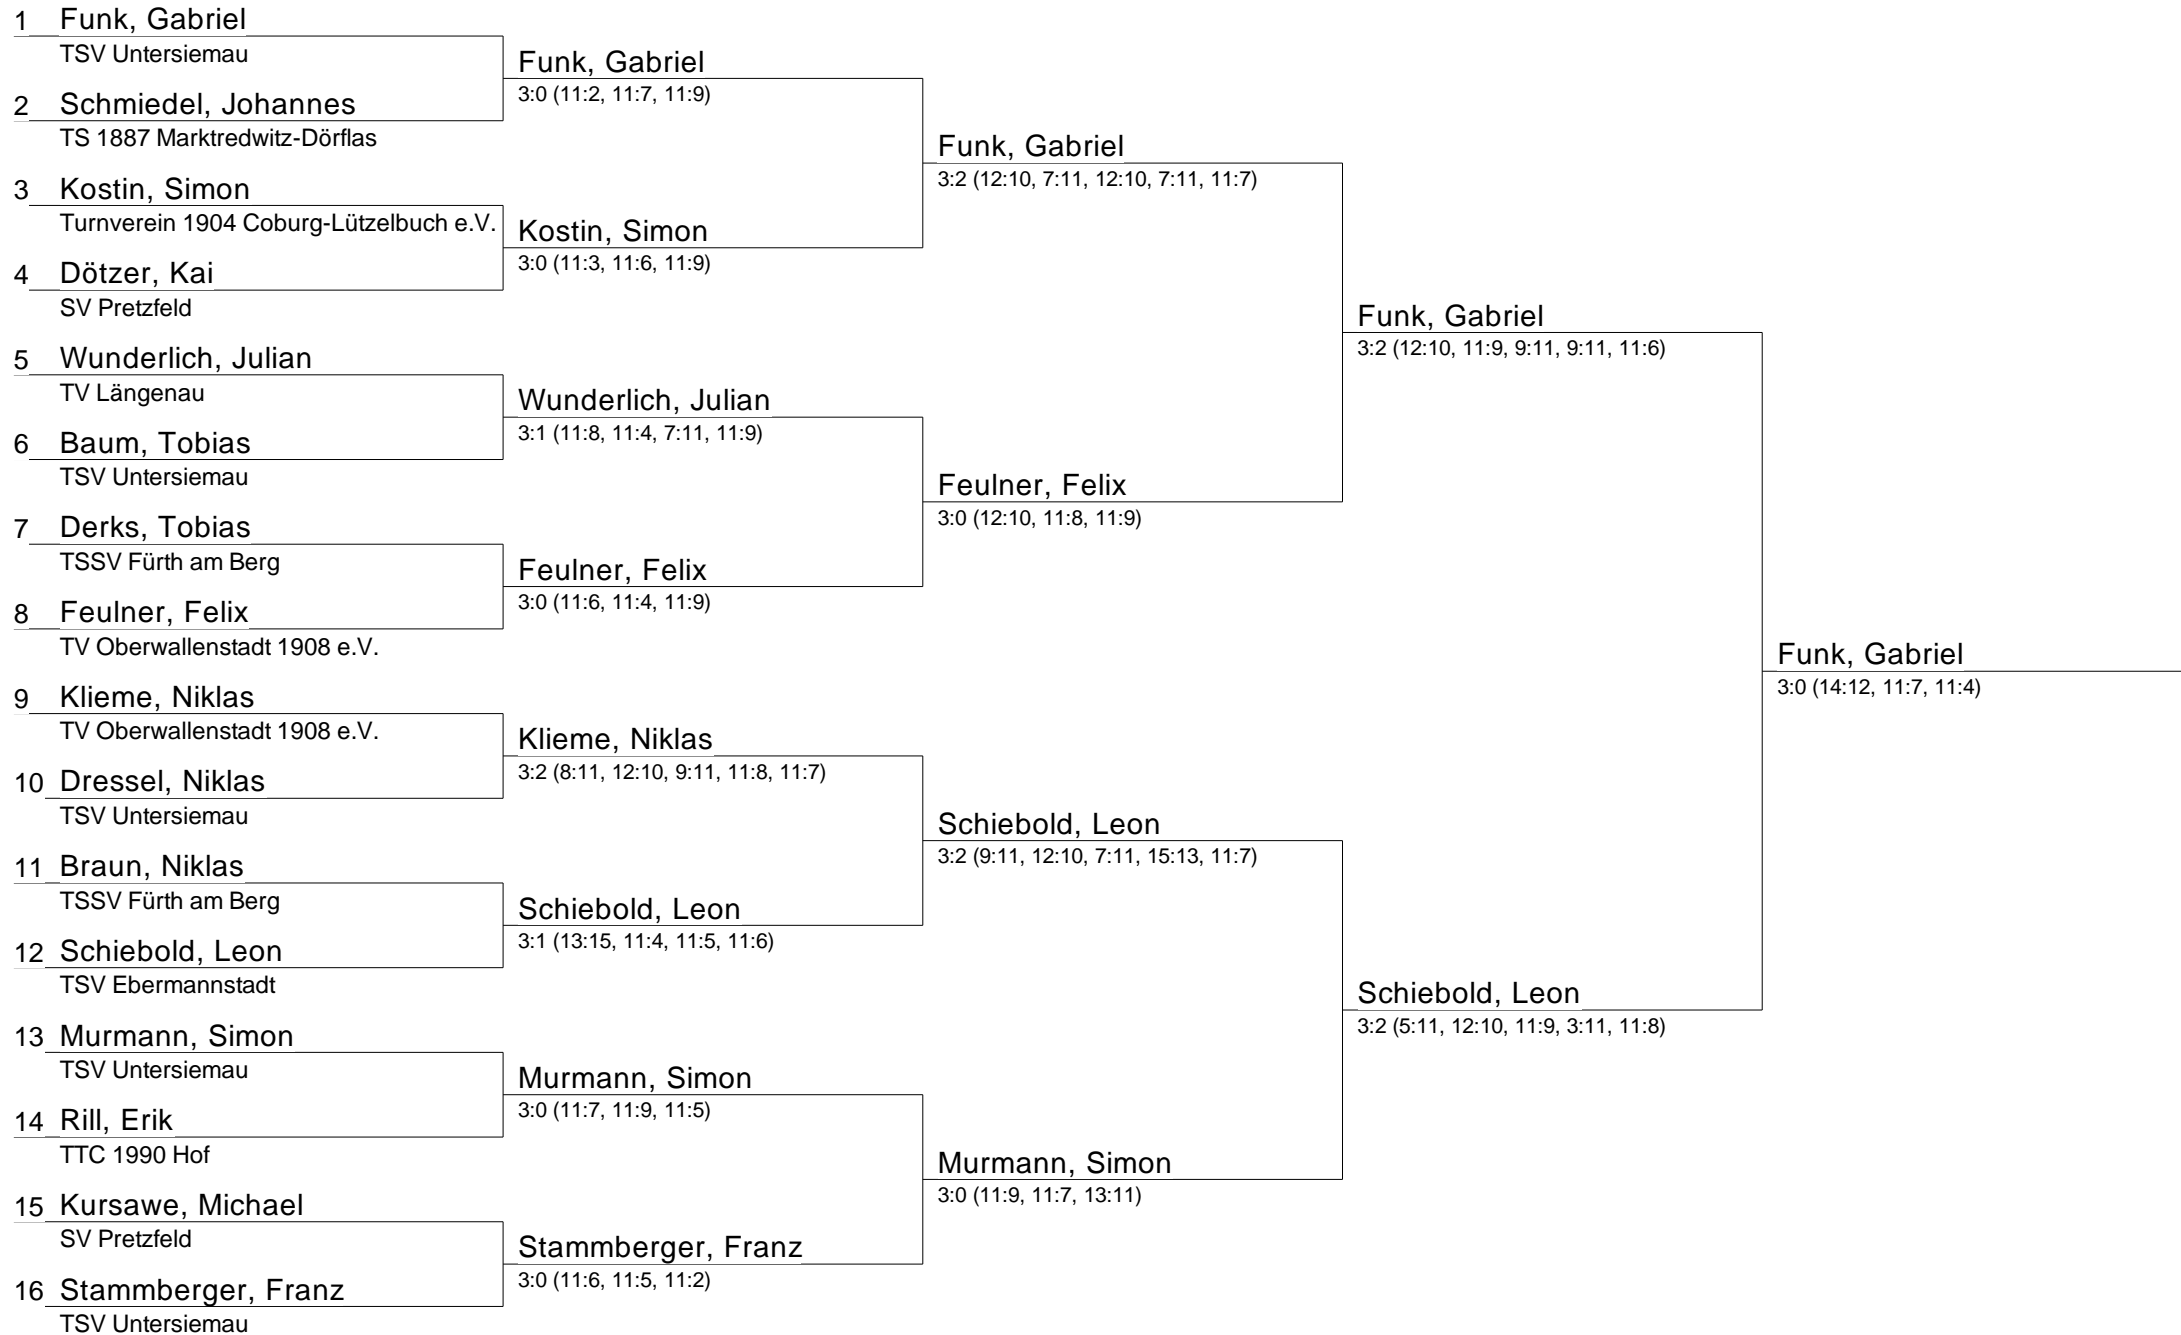 1 Funk, Gabriel
TSV Untersiemau
2 Schmiedel, Johannes
TS 1887 Marktredwitz-Dörflas
3 Kostin, Simon
Turnverein 1904 Coburg-Lützelbuch e.V.
4 Dötzer, Kai
SV Pretzfeld
5 Wunderlich, Julian
TV Längenau
6 Baum, Tobias
TSV Untersiemau
7 Derks, Tobias
TSSV Fürth am Berg
8 Feulner, Felix
TV Oberwallenstadt 1908 e.V.
9 Klieme, Niklas
TV Oberwallenstadt 1908 e.V.
10 Dressel, Niklas
TSV Untersiemau
11 Braun, Niklas
TSSV Fürth am Berg
12 Schiebold, Leon
TSV Ebermannstadt
13 Murmann, Simon
TSV Untersiemau
14 Rill, Erik
TTC 1990 Hof
15 Kursawe, Michael
SV Pretzfeld
16 Stammberger, Franz
TSV Untersiemau
Funk, Gabriel
3:0 (11:2, 11:7, 11:9)
Kostin, Simon
3:0 (11:3, 11:6, 11:9)
Wunderlich, Julian
3:1 (11:8, 11:4, 7:11, 11:9)
Feulner, Felix
3:0 (11:6, 11:4, 11:9)
Klieme, Niklas
3:2 (8:11, 12:10, 9:11, 11:8, 11:7)
Schiebold, Leon
3:1 (13:15, 11:4, 11:5, 11:6)
Murmann, Simon
3:0 (11:7, 11:9, 11:5)
Stammberger, Franz
3:0 (11:6, 11:5, 11:2)
Funk, Gabriel
3:2 (12:10, 7:11, 12:10, 7:11, 11:7)
Feulner, Felix
3:0 (12:10, 11:8, 11:9)
Schiebold, Leon
3:2 (9:11, 12:10, 7:11, 15:13, 11:7)
Murmann, Simon
3:0 (11:9, 11:7, 13:11)
Funk, Gabriel
3:2 (12:10, 11:9, 9:11, 9:11, 11:6)
Schiebold, Leon
3:2 (5:11, 12:10, 11:9, 3:11, 11:8)
Funk, Gabriel
3:0 (14:12, 11:7, 11:4)